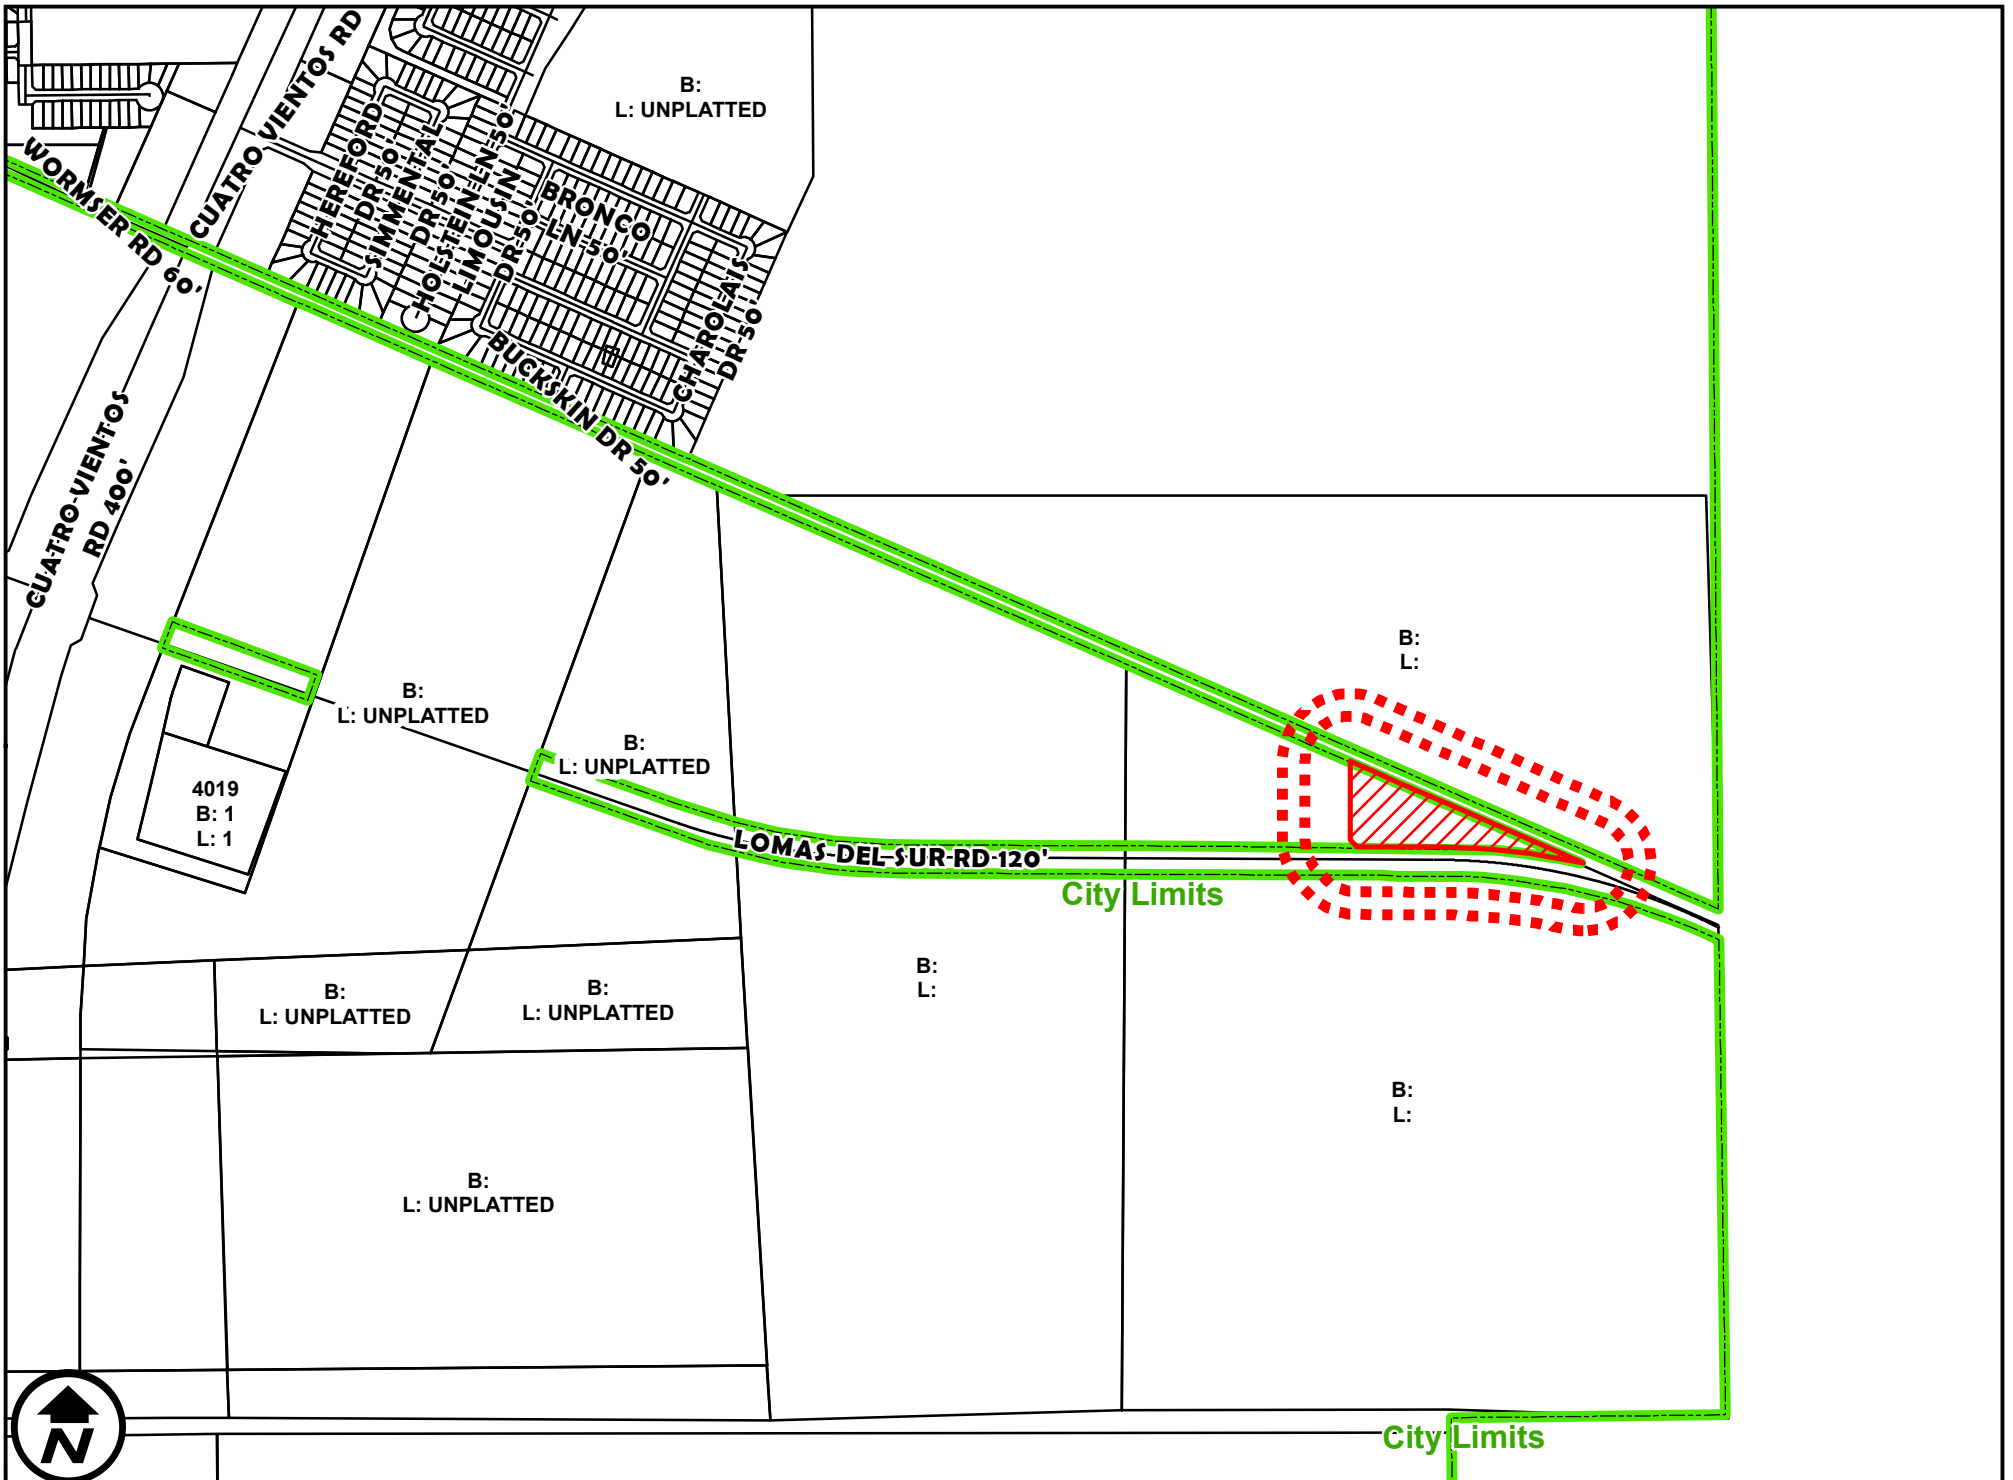 CUATRO VIENTOS RD
B:
L: UNPLATTED
WORMSER RD 60'
HEREFORD
DR 50'
SIMMENTAL
DR 50'
HOLSTEIN LN 50'
LIMOUSIN
DR 50'
BRONCO
LN 50'
CHAROLAIS
DR 50'
BUCKSKIN DR 50'
CUATRO VIENTOS
RD 400'
B:
L:
B:
L: UNPLATTED
B:
L: UNPLATTED
4019
B: 1
L: 1
LOMAS DEL SUR RD 120'
City Limits
B:
L:
B:
L: UNPLATTED
B:
L: UNPLATTED
B:
L:
B:
L: UNPLATTED
N
City Limits